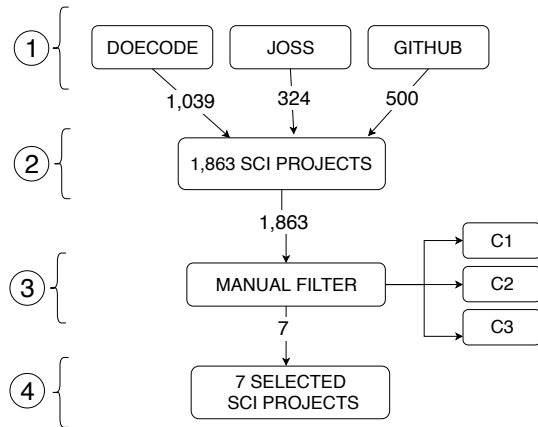 1
DOECODE
JOSS
GITHUB
1,039
324
500
2
1,863 SCI PROJECTS
1,863
C1
3
MANUAL FILTER
C2
C3
7
4
7 SELECTED
SCI PROJECTS